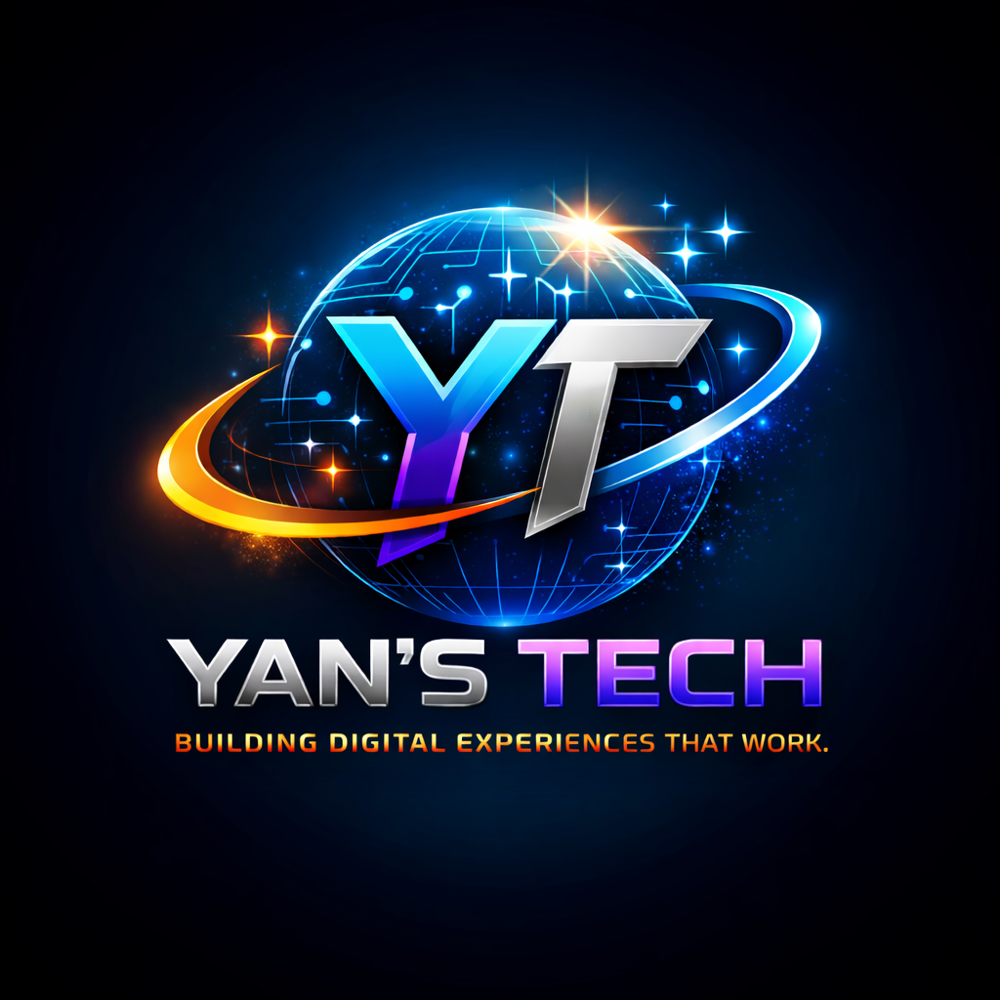 YT
YAN'S TECH
BUILDING DIGITAL EXPERIENCES THAT WORK.